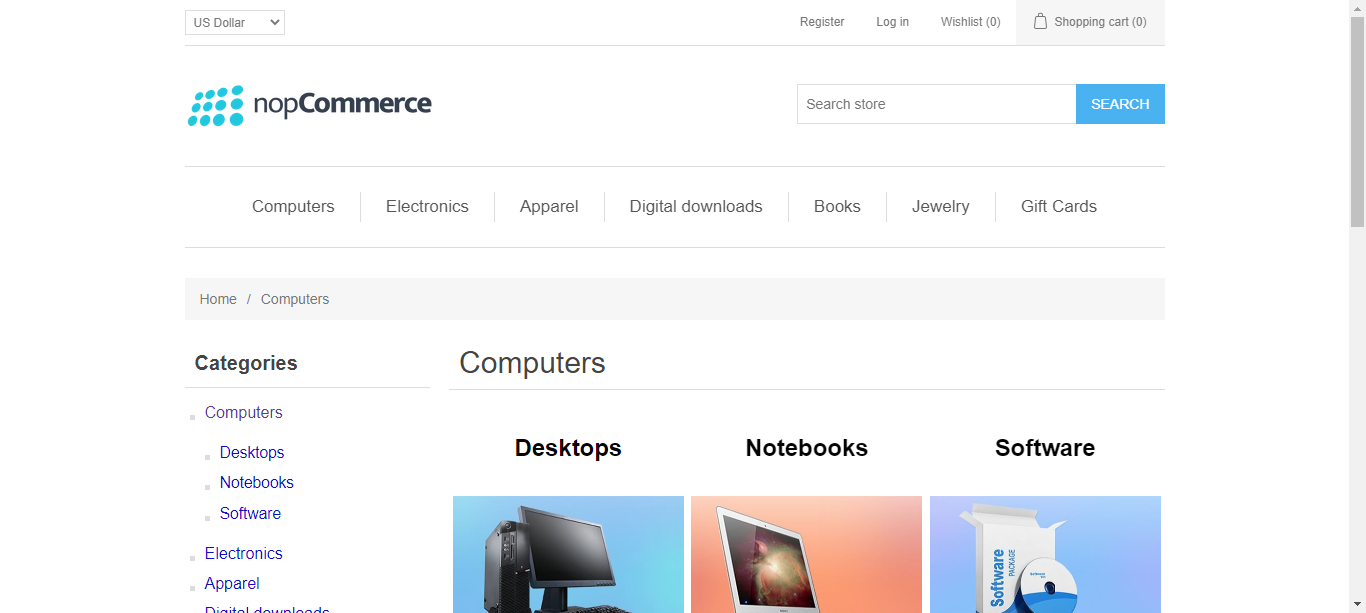 US Dollar
Register Log in Wishlist (0) Shopping cart (0)
nopCommerce
Search store SEARCH
Computers Electronics Apparel Digital downloads Books Jewelry Gift Cards
Home / Computers
Categories
Computers
Desktops
Notebooks
Software
Electronics
Apparel
Digital downloads
Computers
Desktops Notebooks Software
Software
PACKAGE